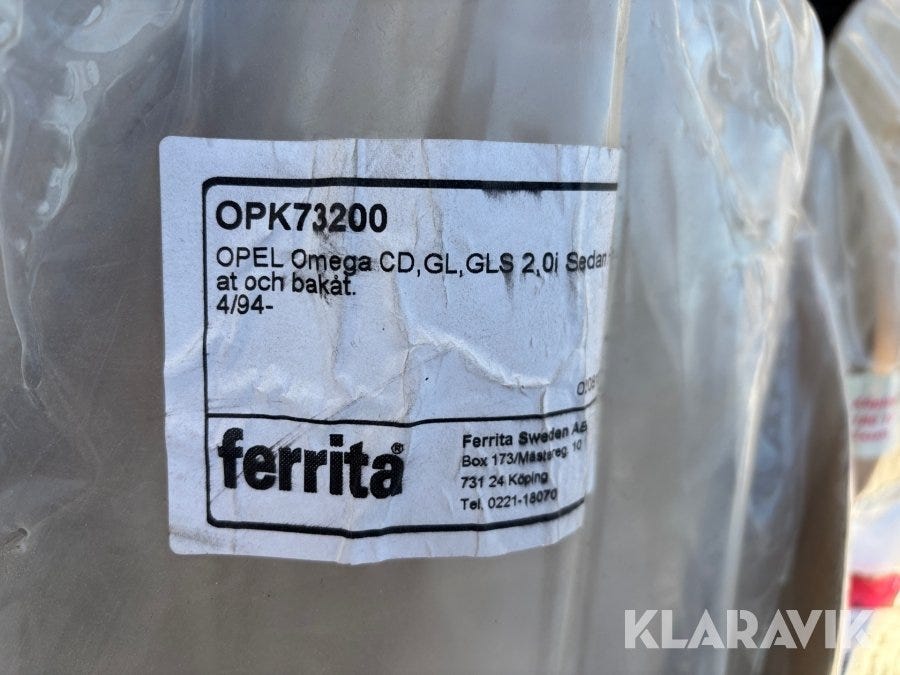 OPK73200
OPEL Omega CD,GL,GLS 2,0i Sedan
at och bakåt.
4/94-
ferrita®
Ferrita Sweden AB
Box 173/Mästareg. 10
731 24 Köping
Tel. 0221-18070
KLARAVIK